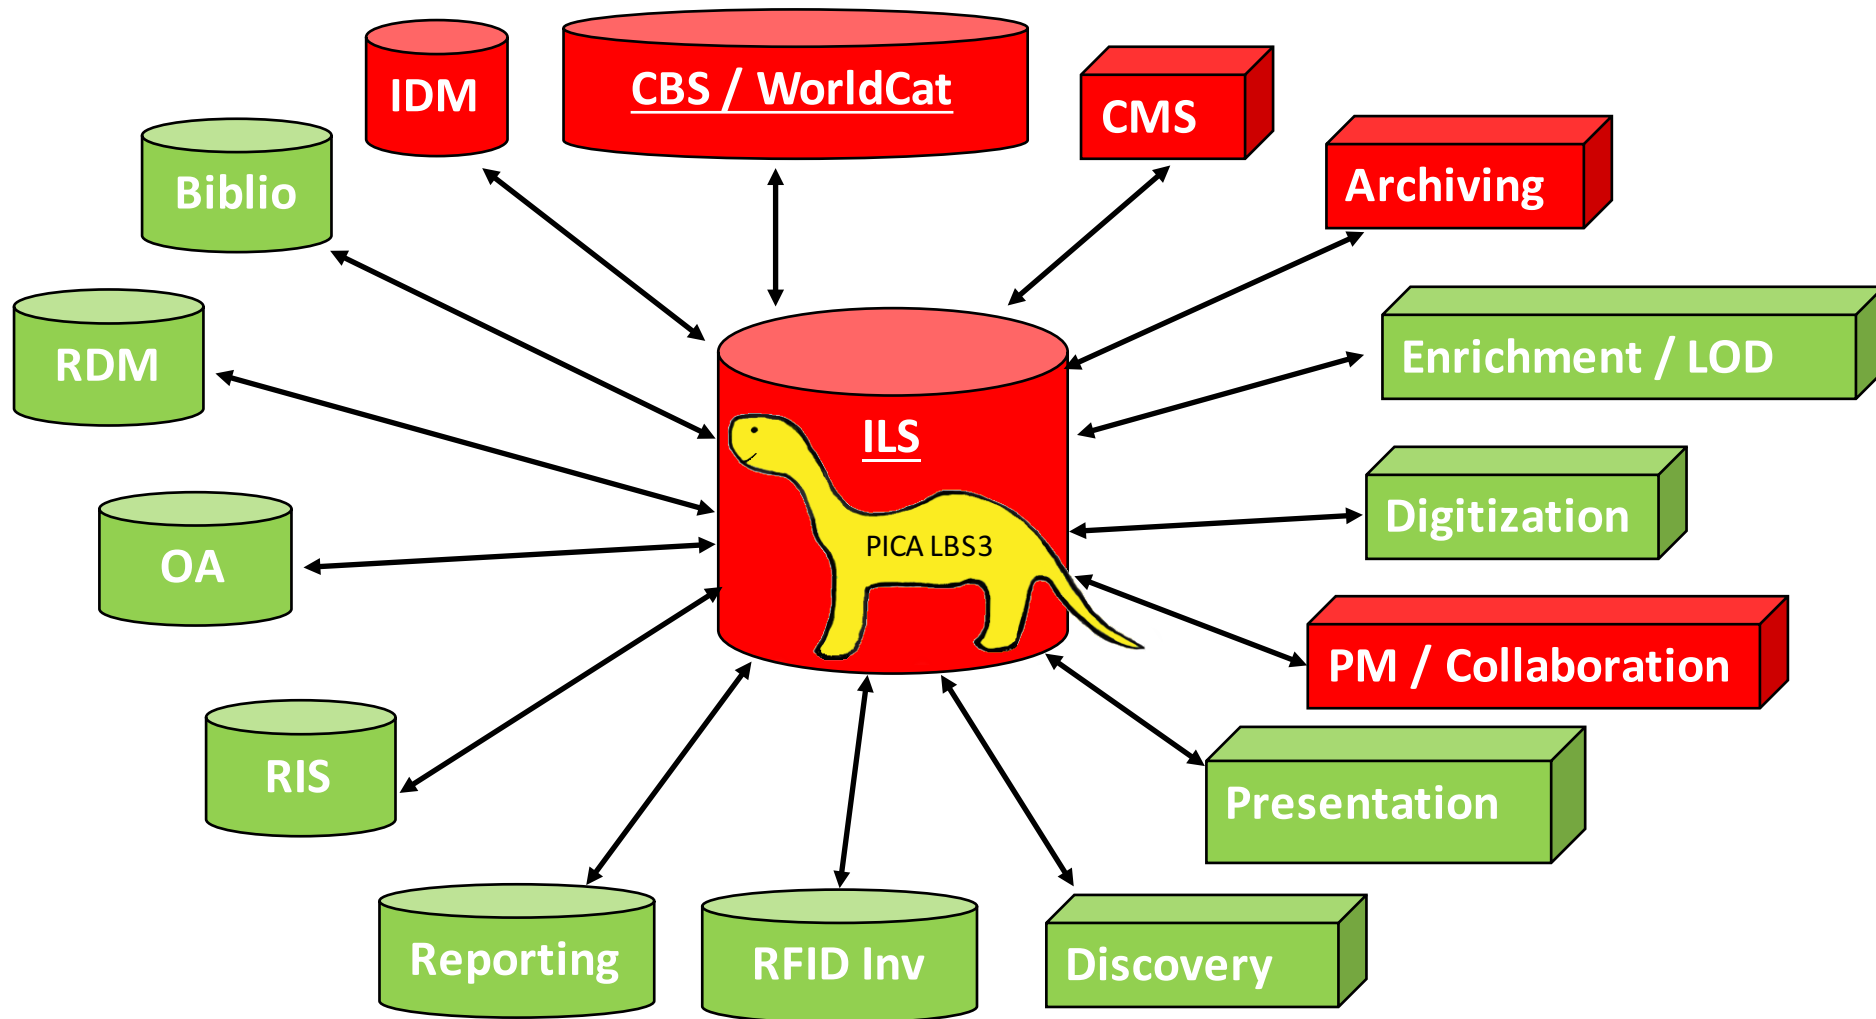 IDM
CBS / WorldCat
CMS
Archiving
Biblio
RDM
Enrichment / LOD
ILS
Digitization
PICA LBS3
OA
PM / Collaboration
RIS
Presentation
Reporting
RFID Inv
Discovery